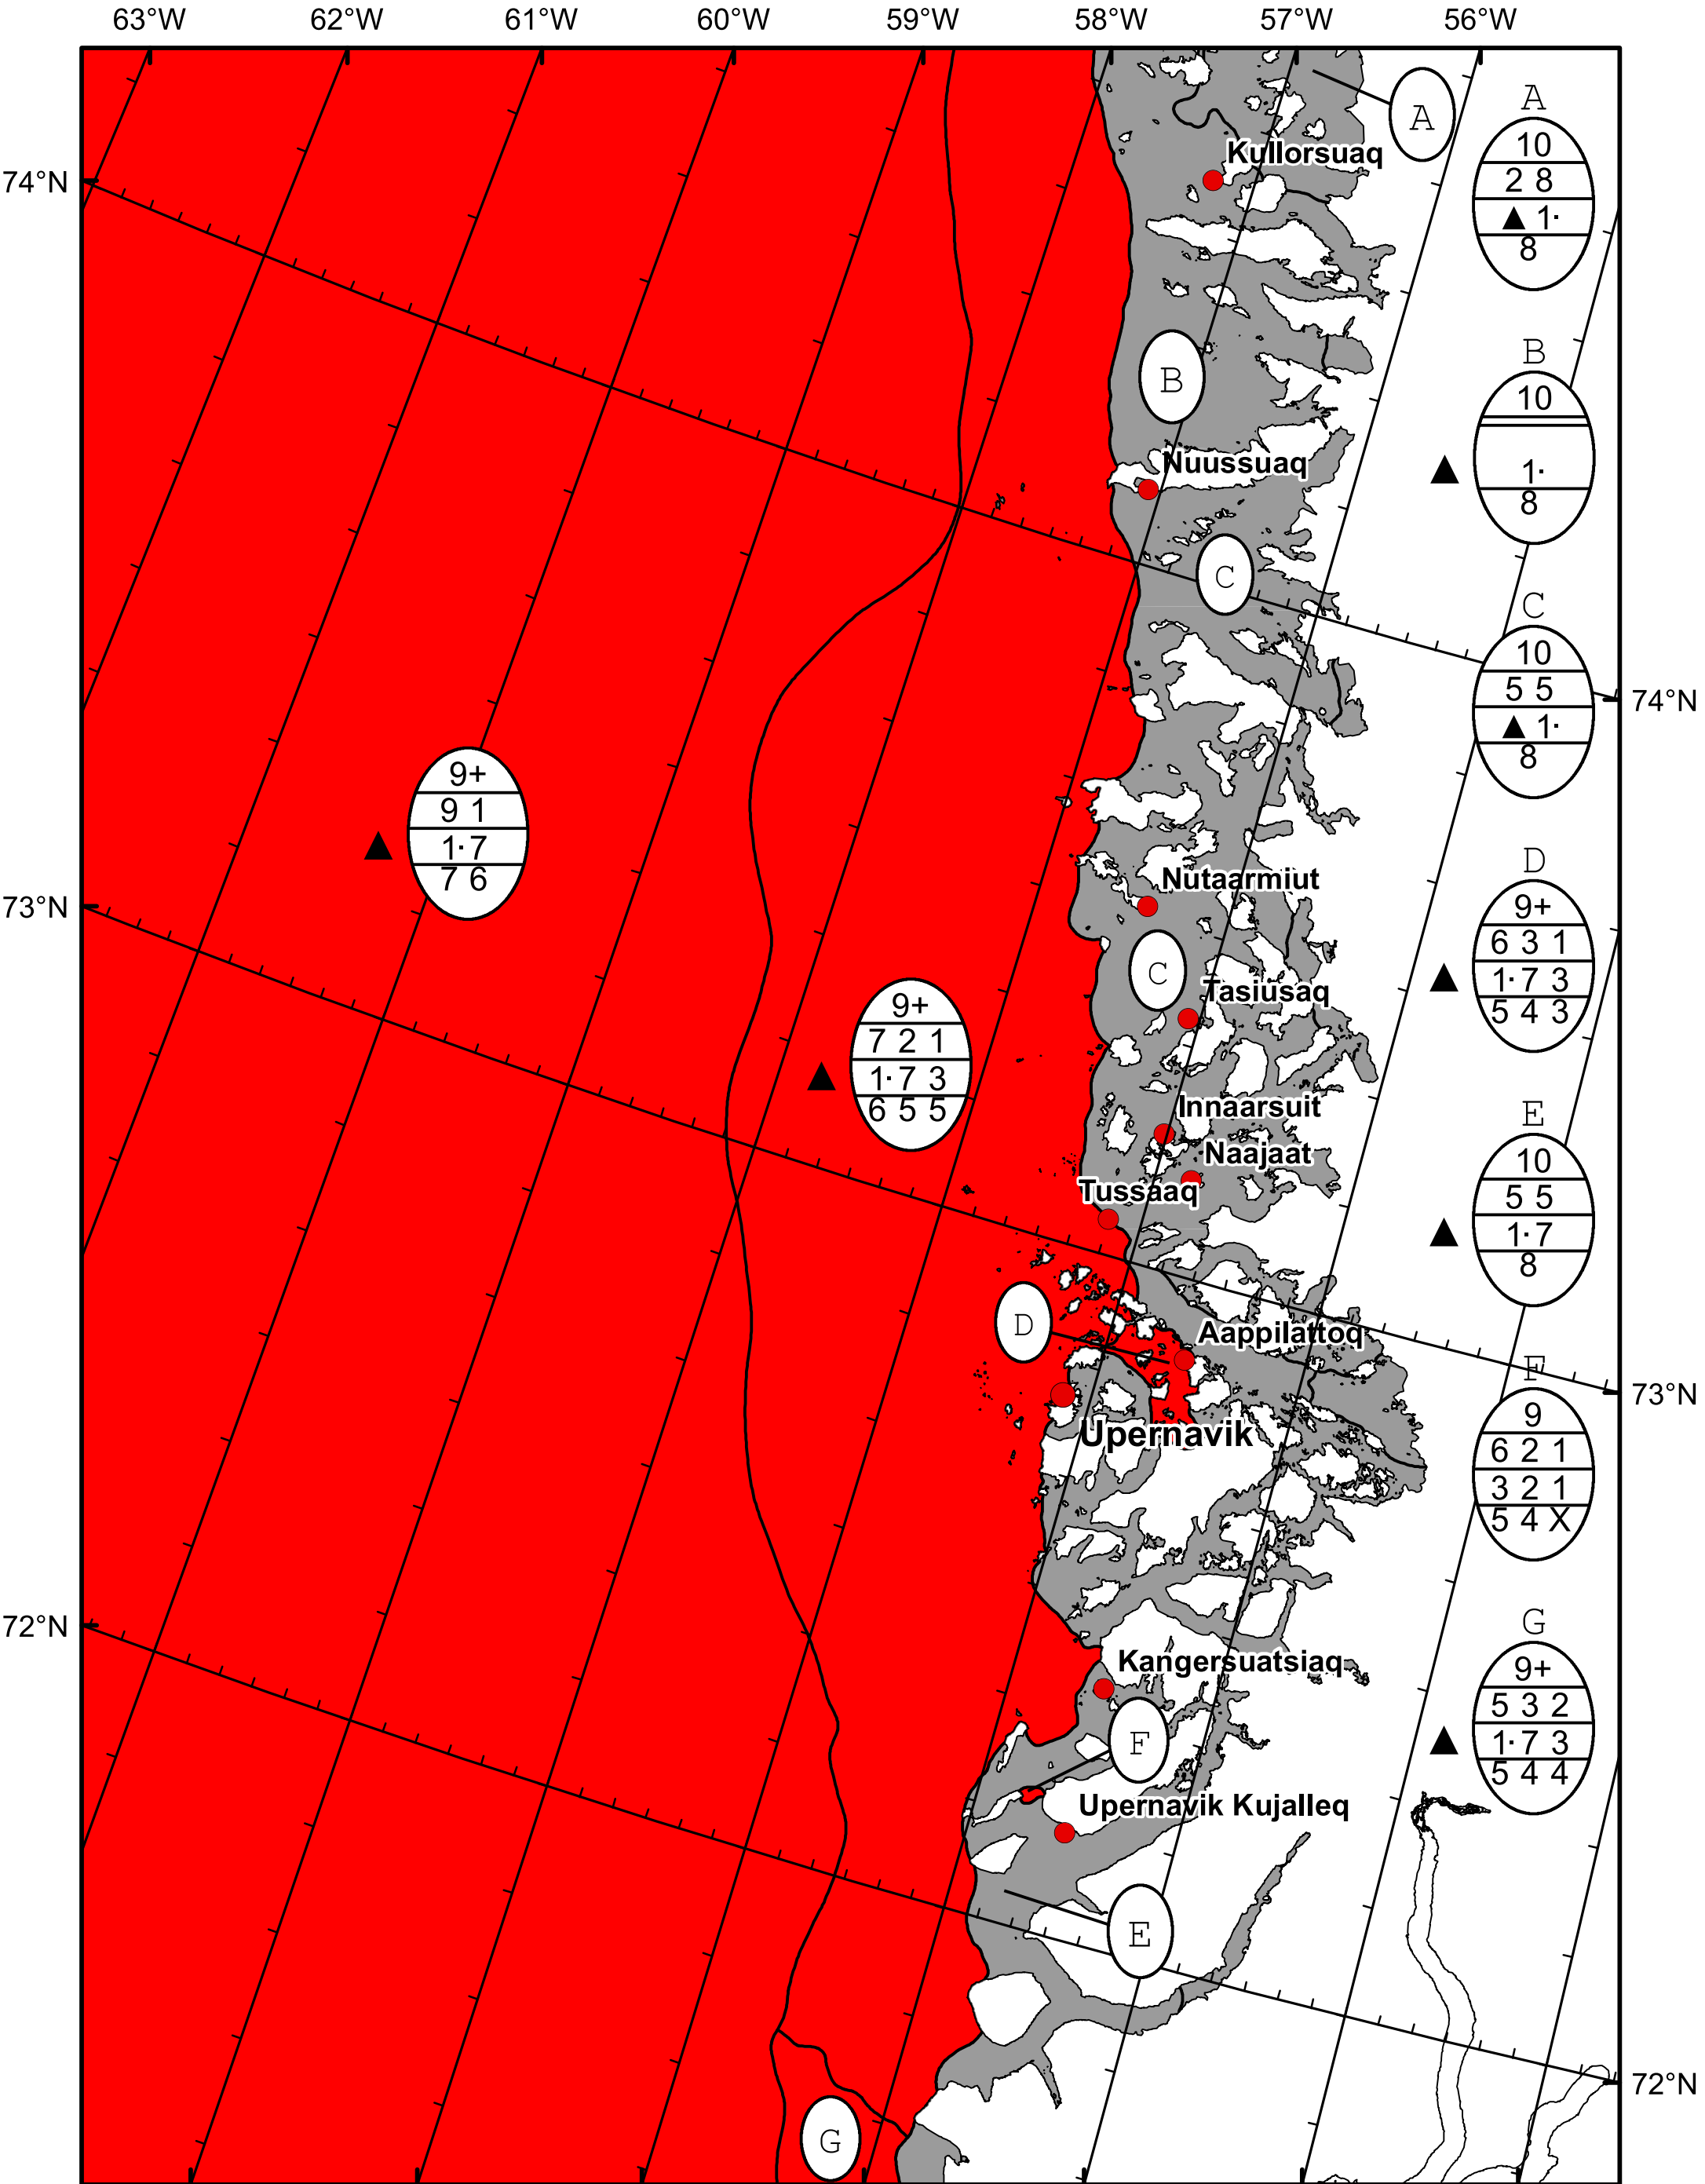 63°W 62°W 61°W 60°W 59°W 58°W 57°W 56°W
A
A
10
2 8
▲ 1·
8
Kullorsuaq
74°N
B
B
10
▲ 1·
8
Nuussuaq
C
C
10
5 5
▲ 1·
8
74°N
9+
9 1
▲ 1·7
7 6
Nutaarmiut
D
9+
6 3 1
▲ 1·7 3
5 4 3
73°N
C
Tasiusaq
9+
7 2 1
▲ 1·7 3
6 5 5
Innaarsuit
Naajaat
Tussaaq
E
10
5 5
▲ 1·7
8
D
Aappilattoq
F
9
6 2 1
3 2 1
5 4 X
73°N
Upernavik
72°N
Kangersuatsiaq
G
9+
5 3 2
▲ 1·7 3
5 4 4
F
Upernavik Kujalleq
E
72°N
G